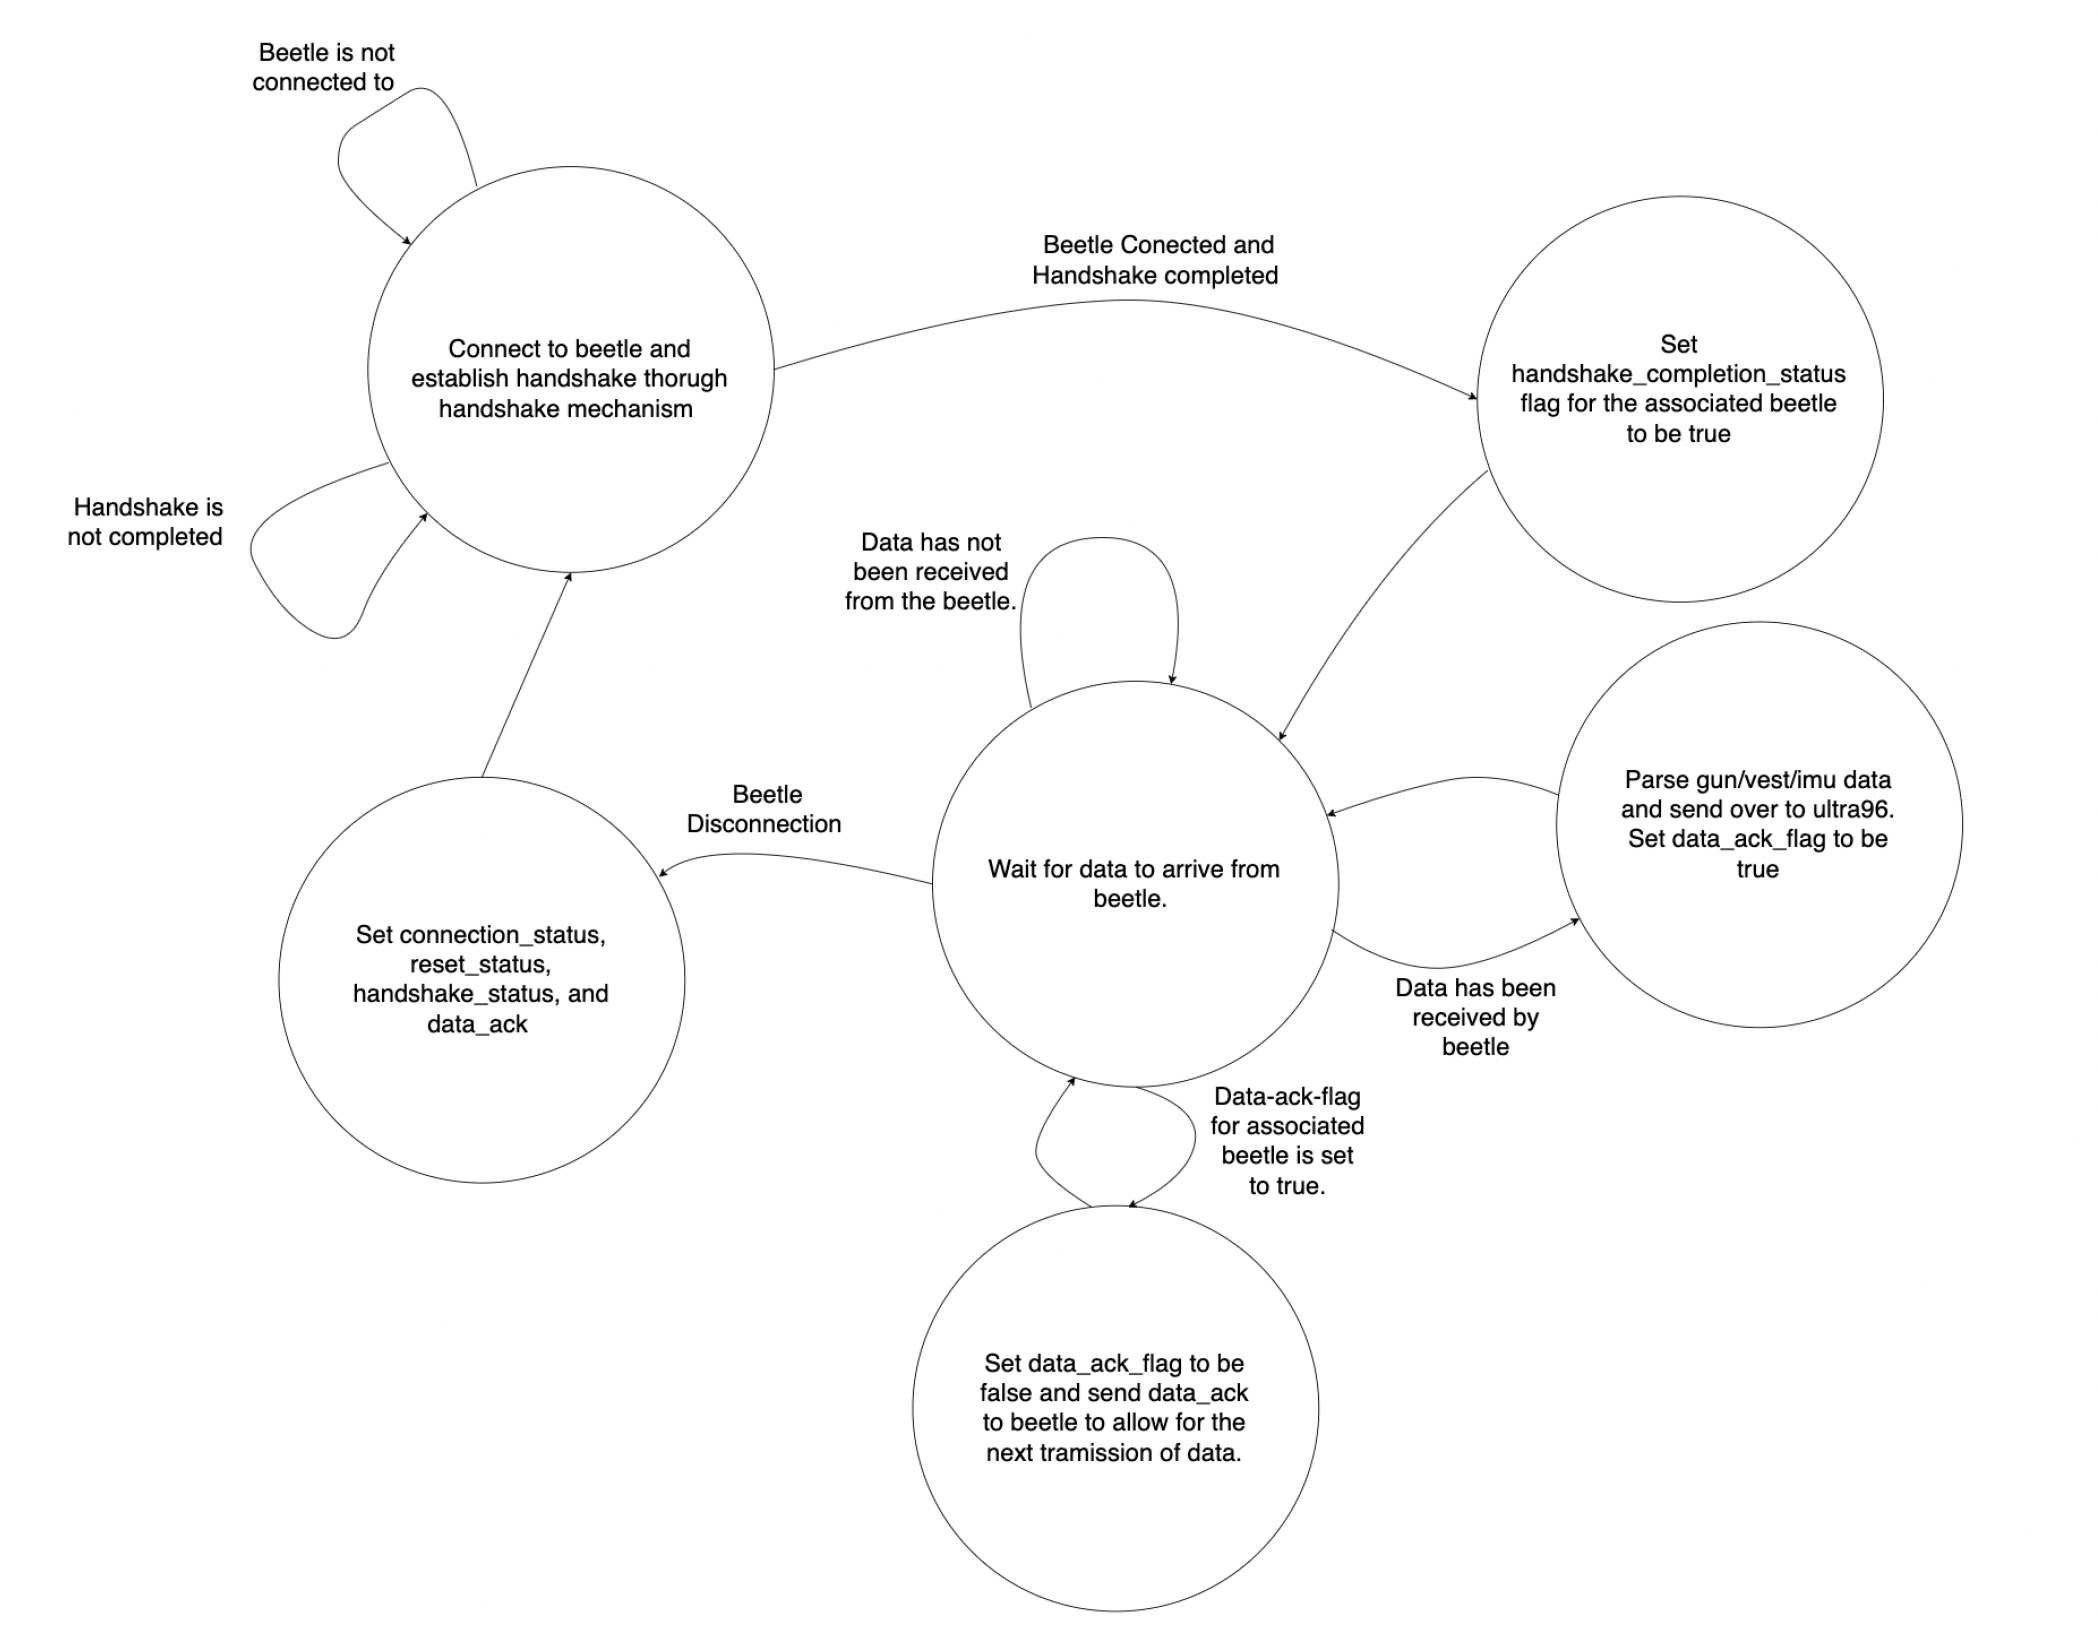 Beetle is not
connected to
Beetle Conected and
Handshake completed
Connect to beetle and
establish handshake thorugh
handshake mechanism
Set
handshake_completion_status
flag for the associated beetle
to be true
Handshake is
not completed
Data has not
been received
from the beetle.
Parse gun/vest/imu data
and send over to ultra96.
Set data_ack_flag to be
true
Beetle
Disconnection
Wait for data to arrive from
beetle.
Set connection_status,
reset_status,
handshake_status, and
data_ack
Data has been
received by
beetle
Data-ack-flag
for associated
beetle is set
to true.
Set data_ack_flag to be
false and send data_ack
to beetle to allow for the
next tramission of data.